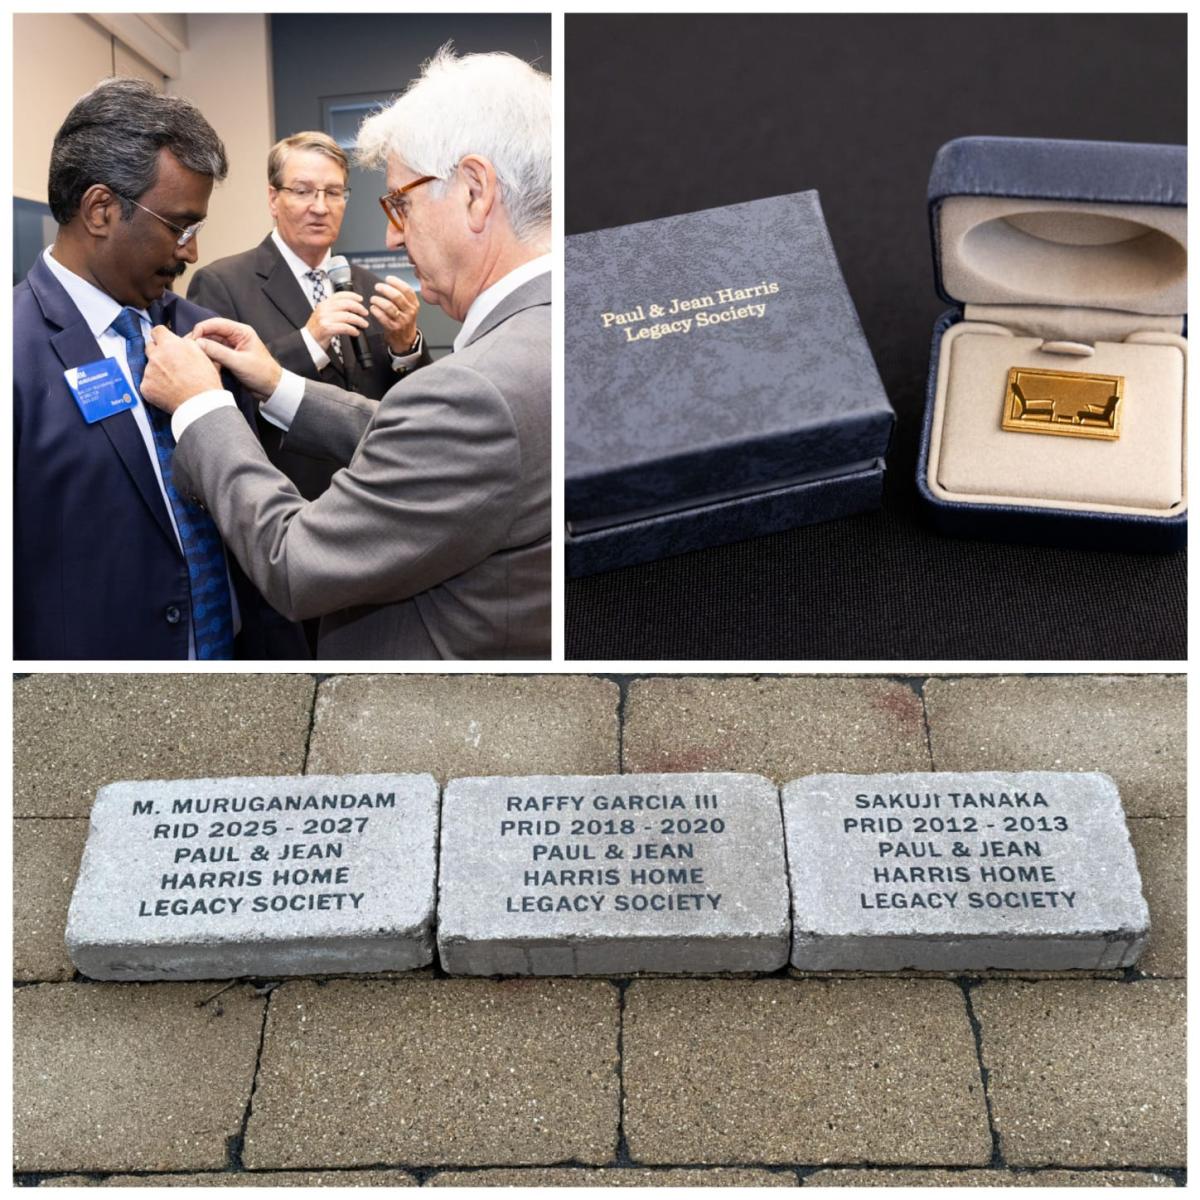 MURUGANANDAM
Rotary
Paul & Jean Harris
Legacy Society
M. MURUGANANDAM
RID 2025 - 2027
PAUL & JEAN
HARRIS HOME
LEGACY SOCIETY
RAFFY GARCIA III
PRID 2018 - 2020
PAUL & JEAN
HARRIS HOME
LEGACY SOCIETY
SAKUJI TANAKA
PRID 2012 - 2013
PAUL & JEAN
HARRIS HOME
LEGACY SOCIETY